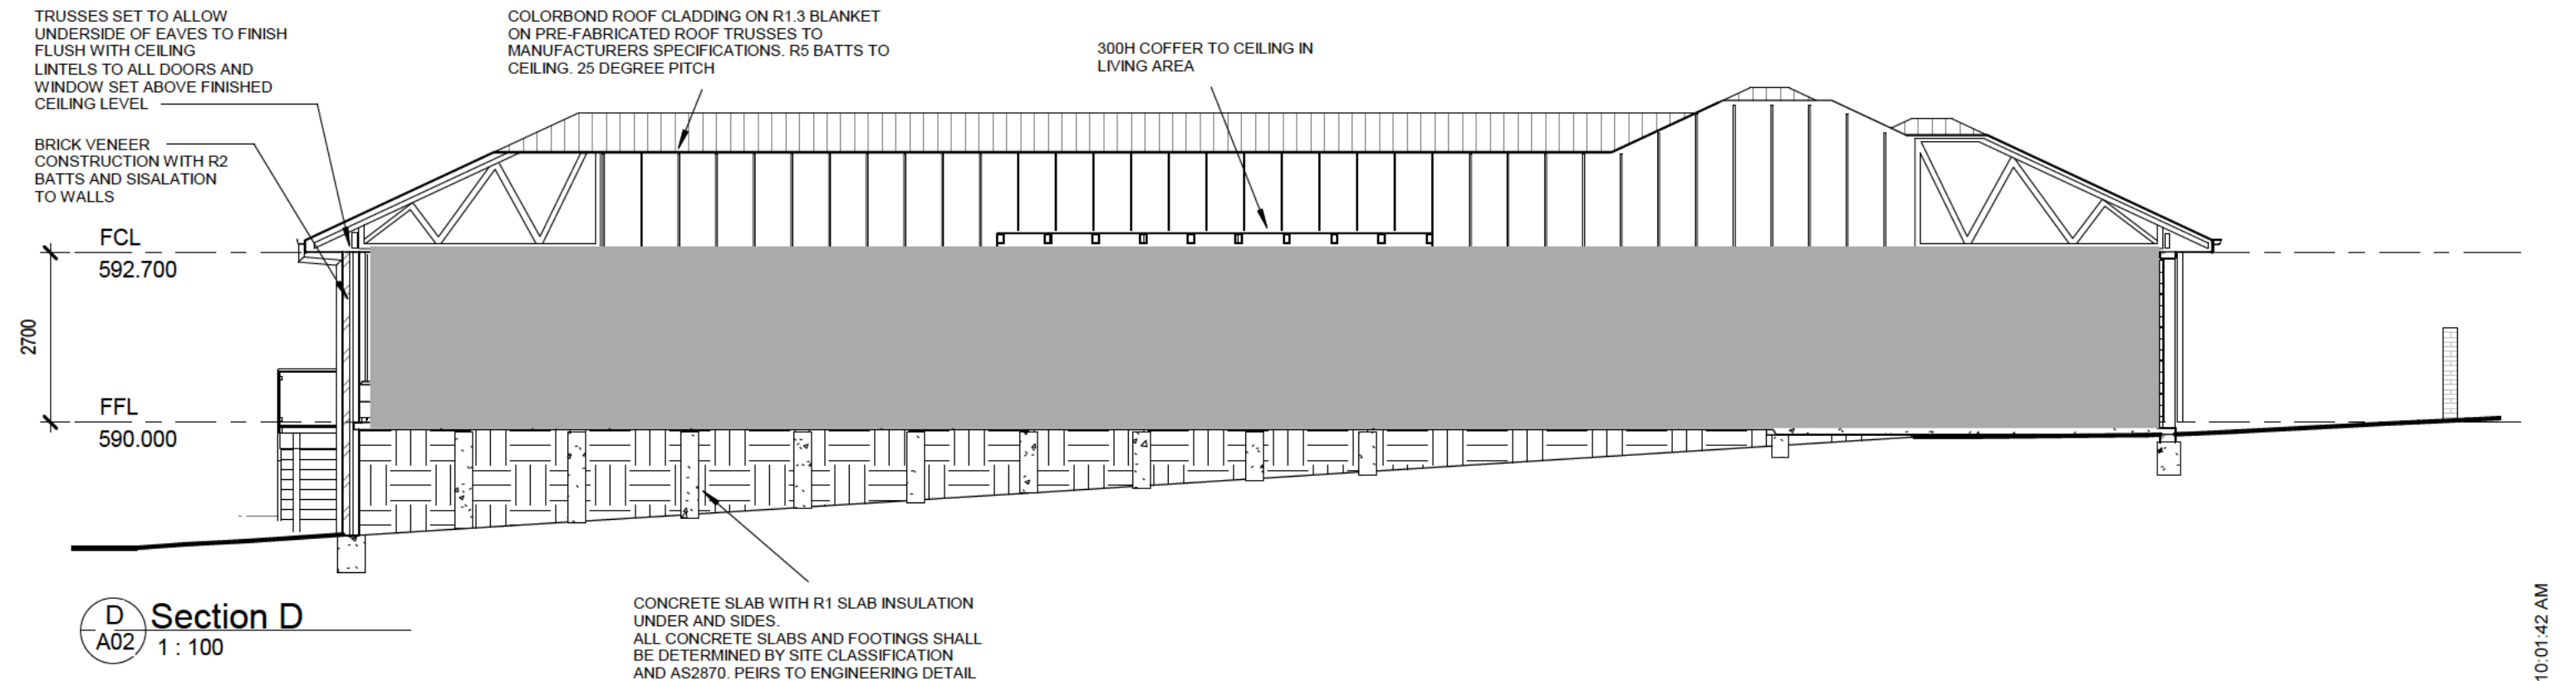 TRUSSES SET TO ALLOW
UNDERSIDE OF EAVES TO FINISH
FLUSH WITH CEILING
LINTELS TO ALL DOORS AND
WINDOW SET ABOVE FINISHED
CEILING LEVEL
BRICK VENEER
CONSTRUCTION WITH R2
BATTS AND SISALATION
TO WALLS
COLORBOND ROOF CLADDING ON R1.3 BLANKET
ON PRE-FABRICATED ROOF TRUSSES TO
MANUFACTURERS SPECIFICATIONS. R5 BATTS TO
CEILING. 25 DEGREE PITCH
300H COFFER TO CEILING IN
LIVING AREA
FCL
592.700
2700
FFL
590.000
D
A02
Section D
1 : 100
CONCRETE SLAB WITH R1 SLAB INSULATION
UNDER AND SIDES.
ALL CONCRETE SLABS AND FOOTINGS SHALL
BE DETERMINED BY SITE CLASSIFICATION
AND AS2870. PEIRS TO ENGINEERING DETAIL
10:01:42 AM